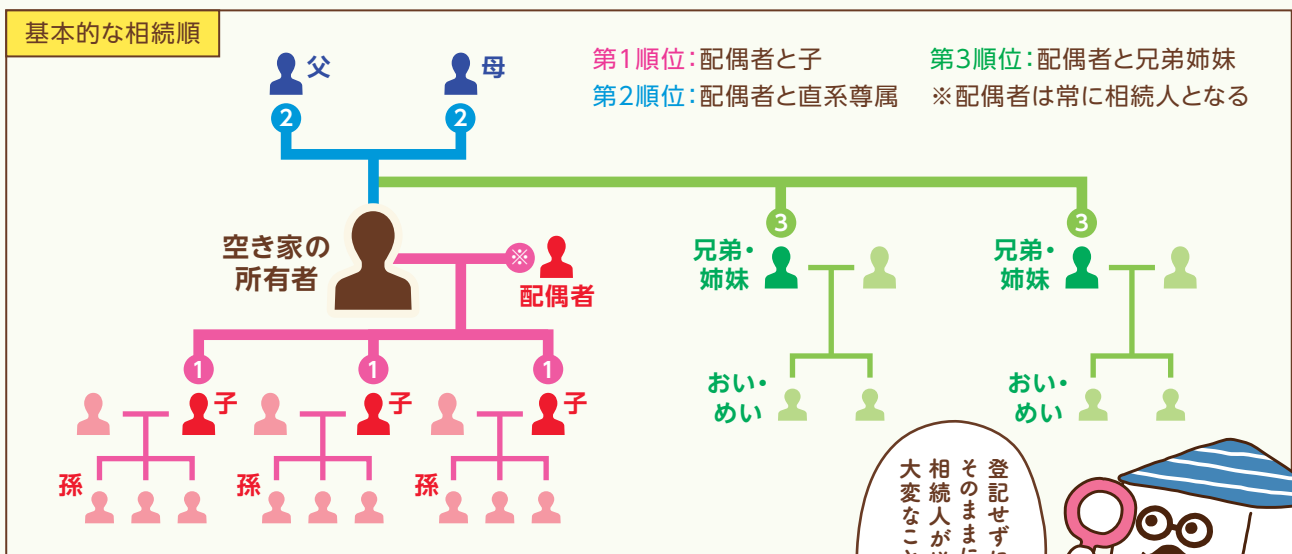 基本的な相続順
第1順位：配偶者と子
第2順位：配偶者と直系尊属
第3順位：配偶者と兄弟姉妹
※配偶者は常に相続人となる
父
母
2
2
空き家の
所有者
※
配偶者
3
3
兄弟・
姉妹
兄弟・
姉妹
1
1
1
子
子
子
おい・
めい
おい・
めい
孫
孫
孫
登記せずに
そのままに
相続人が
大変なこと